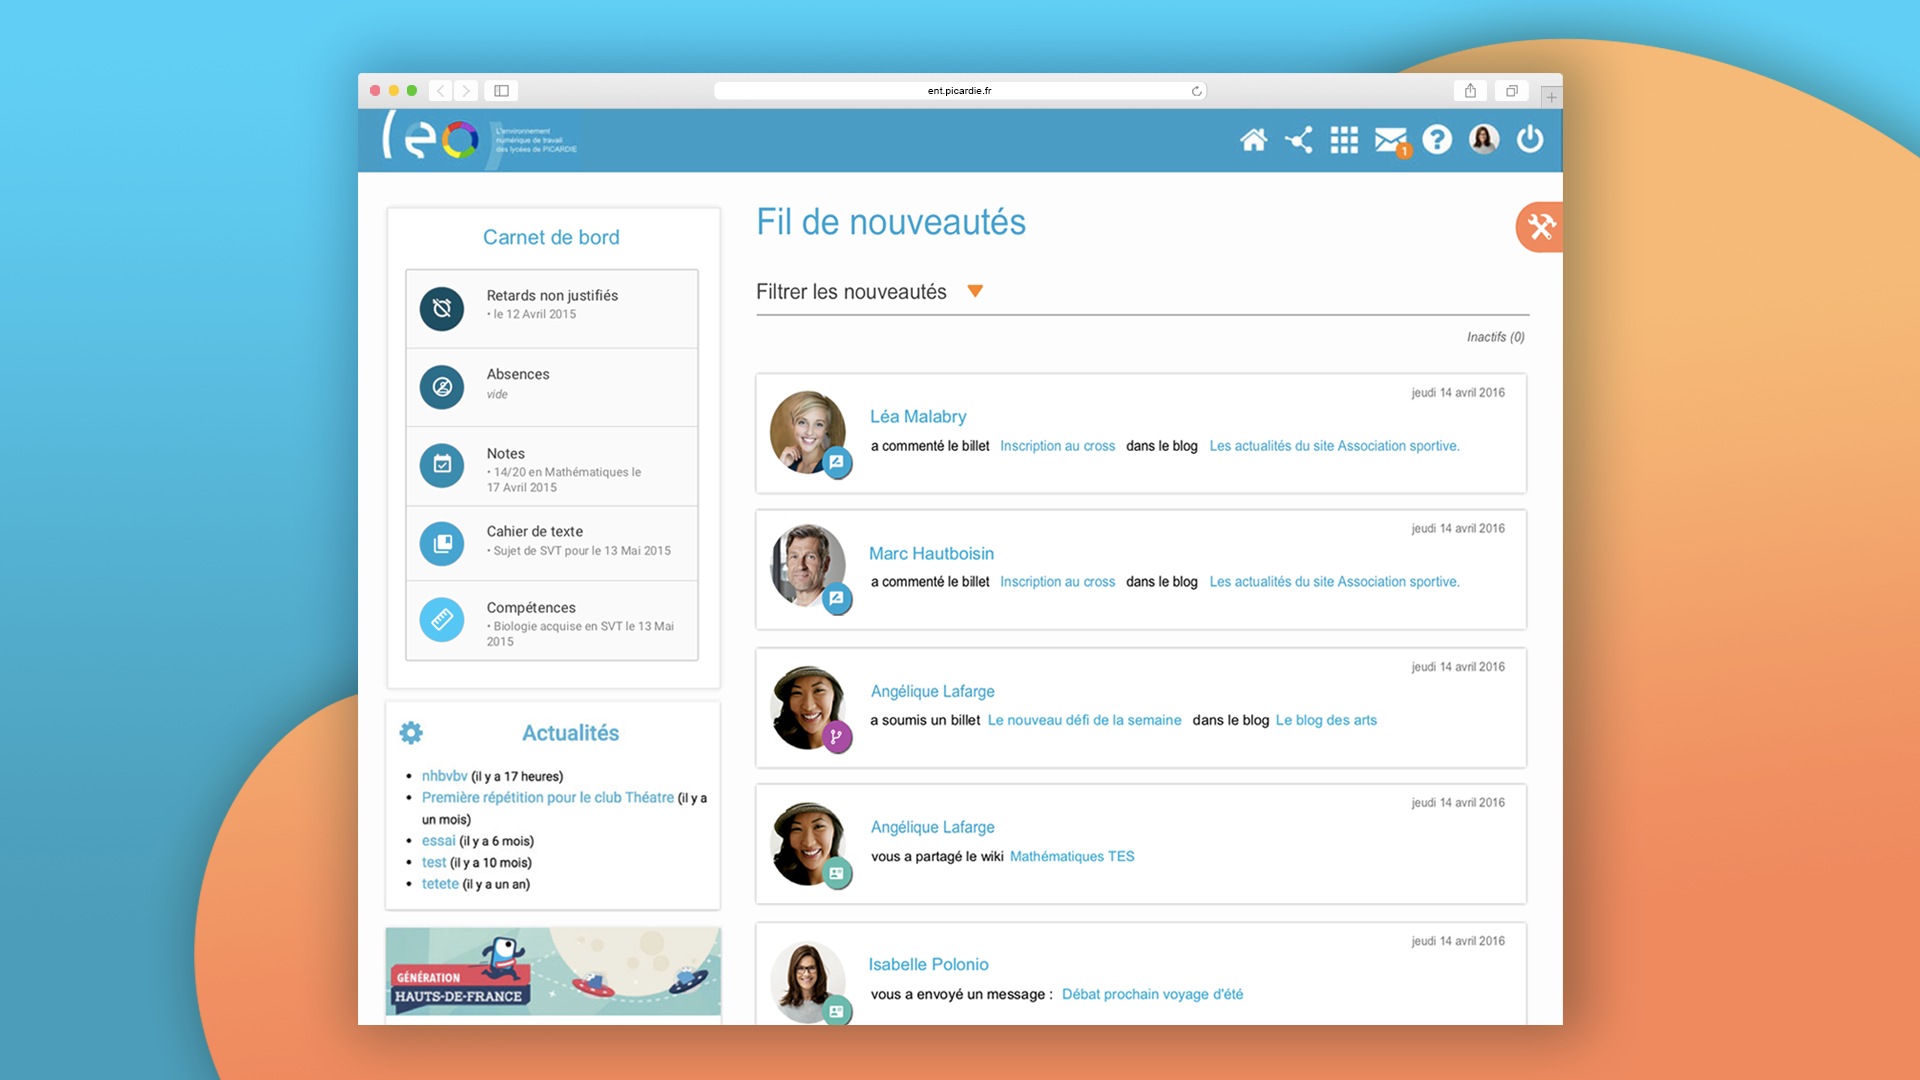 ent.picardie.fr
leo
L'environnement
numérique de travail
des lycées de PICARDIE
1
Carnet de bord
Retards non justifiés
• le 12 Avril 2015
Absences
vide
Notes
• 14/20 en Mathématiques le
17 Avril 2015
Cahier de texte
• Sujet de SVT pour le 13 Mai 2015
Compétences
• Biologie acquise en SVT le 13 Mai
2015
Actualités
• nhbvbv (il y a 17 heures)
• Première répétition pour le club Théatre (il y a
un mois)
• essai (il y a 6 mois)
• test (il y a 10 mois)
• tetete (il y a un an)
GÉNÉRATION
HAUTS-DE-FRANCE
Fil de nouveautés
Filtrer les nouveautés
Inactifs (0)
jeudi 14 avril 2016
Léa Malabry
a commenté le billet Inscription au cross dans le blog Les actualités du site Association sportive.
jeudi 14 avril 2016
Marc Hautboisin
a commenté le billet Inscription au cross dans le blog Les actualités du site Association sportive.
jeudi 14 avril 2016
Angélique Lafarge
a soumis un billet Le nouveau défi de la semaine dans le blog Le blog des arts
jeudi 14 avril 2016
Angélique Lafarge
vous a partagé le wiki Mathématiques TES
jeudi 14 avril 2016
Isabelle Polonio
vous a envoyé un message : Débat prochain voyage d'été